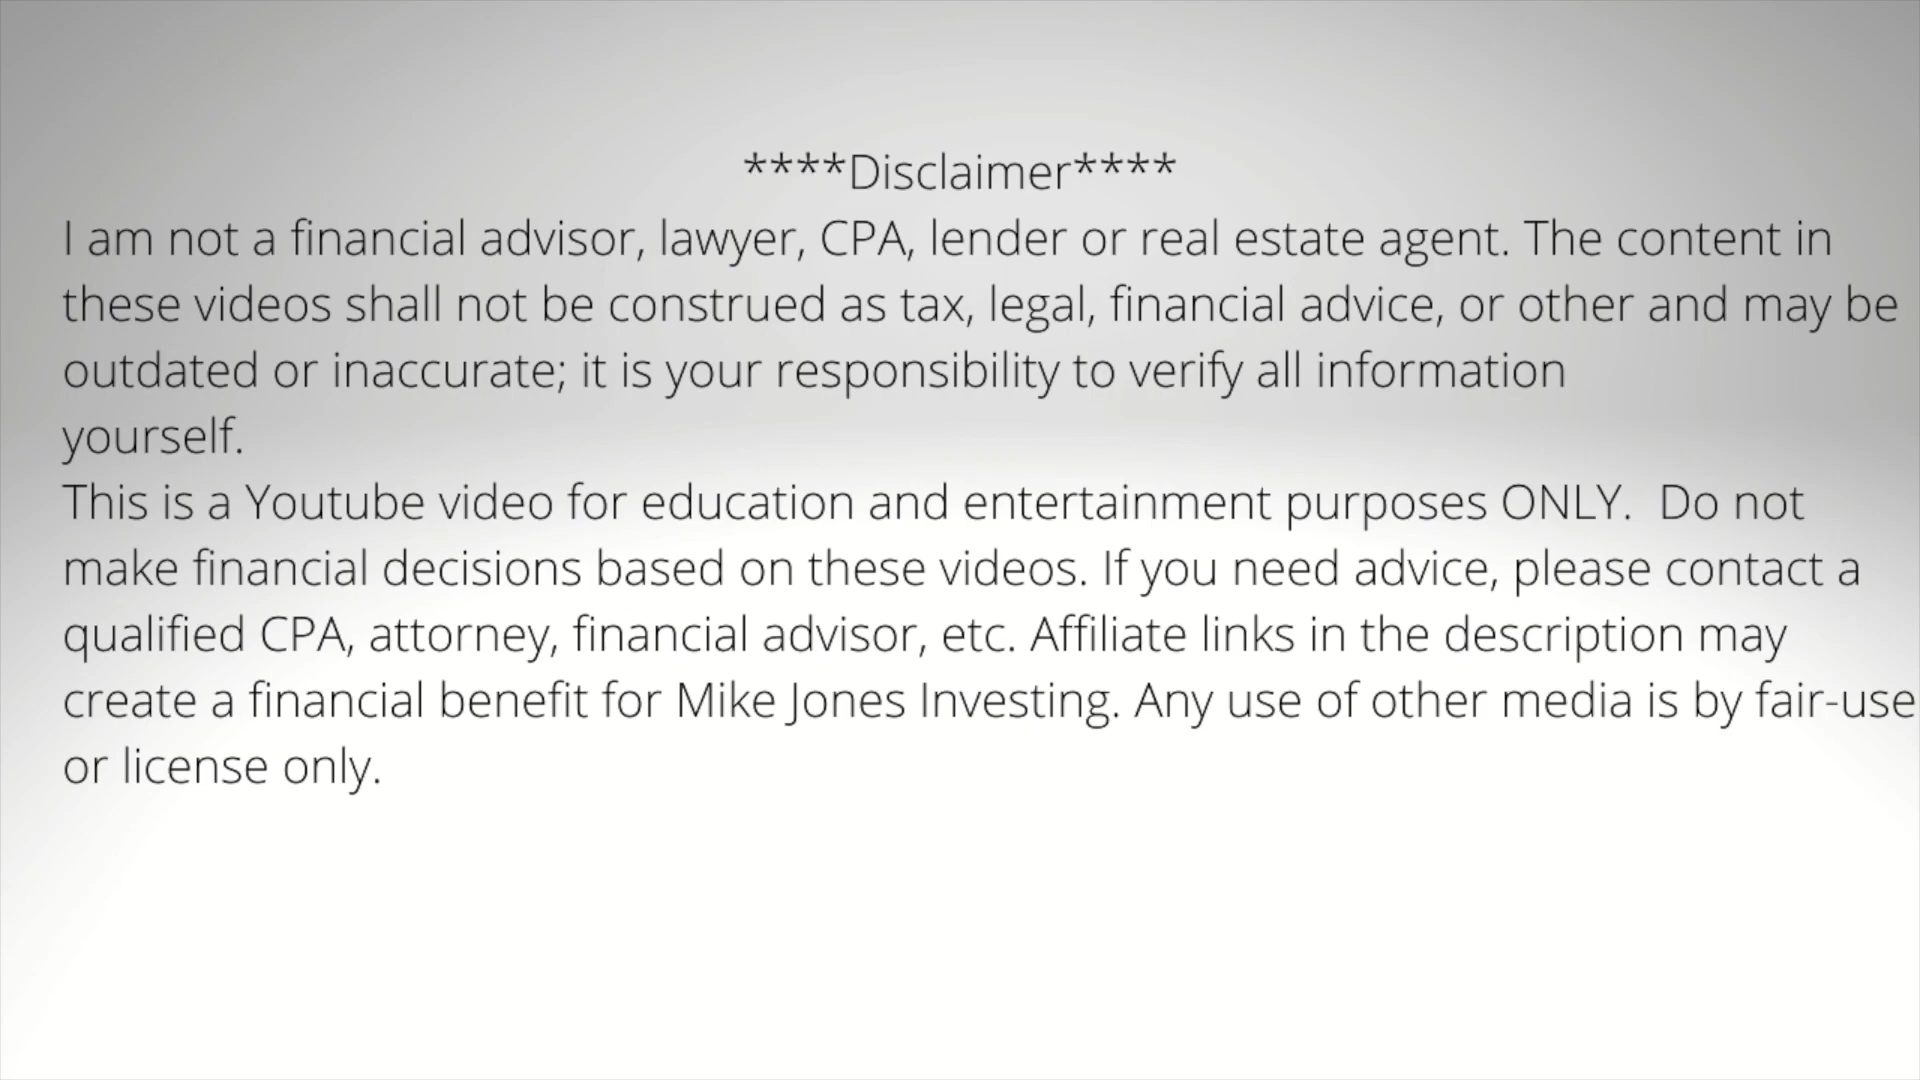 ****Disclaimer****
I am not a financial advisor, lawyer, CPA, lender or real estate agent. The content in
these videos shall not be construed as tax, legal, financial advice, or other and may be
outdated or inaccurate; it is your responsibility to verify all information
yourself.
This is a Youtube video for education and entertainment purposes ONLY.  Do not
make financial decisions based on these videos. If you need advice, please contact a
qualified CPA, attorney, financial advisor, etc. Affiliate links in the description may
create a financial benefit for Mike Jones Investing. Any use of other media is by fair-use
or license only.